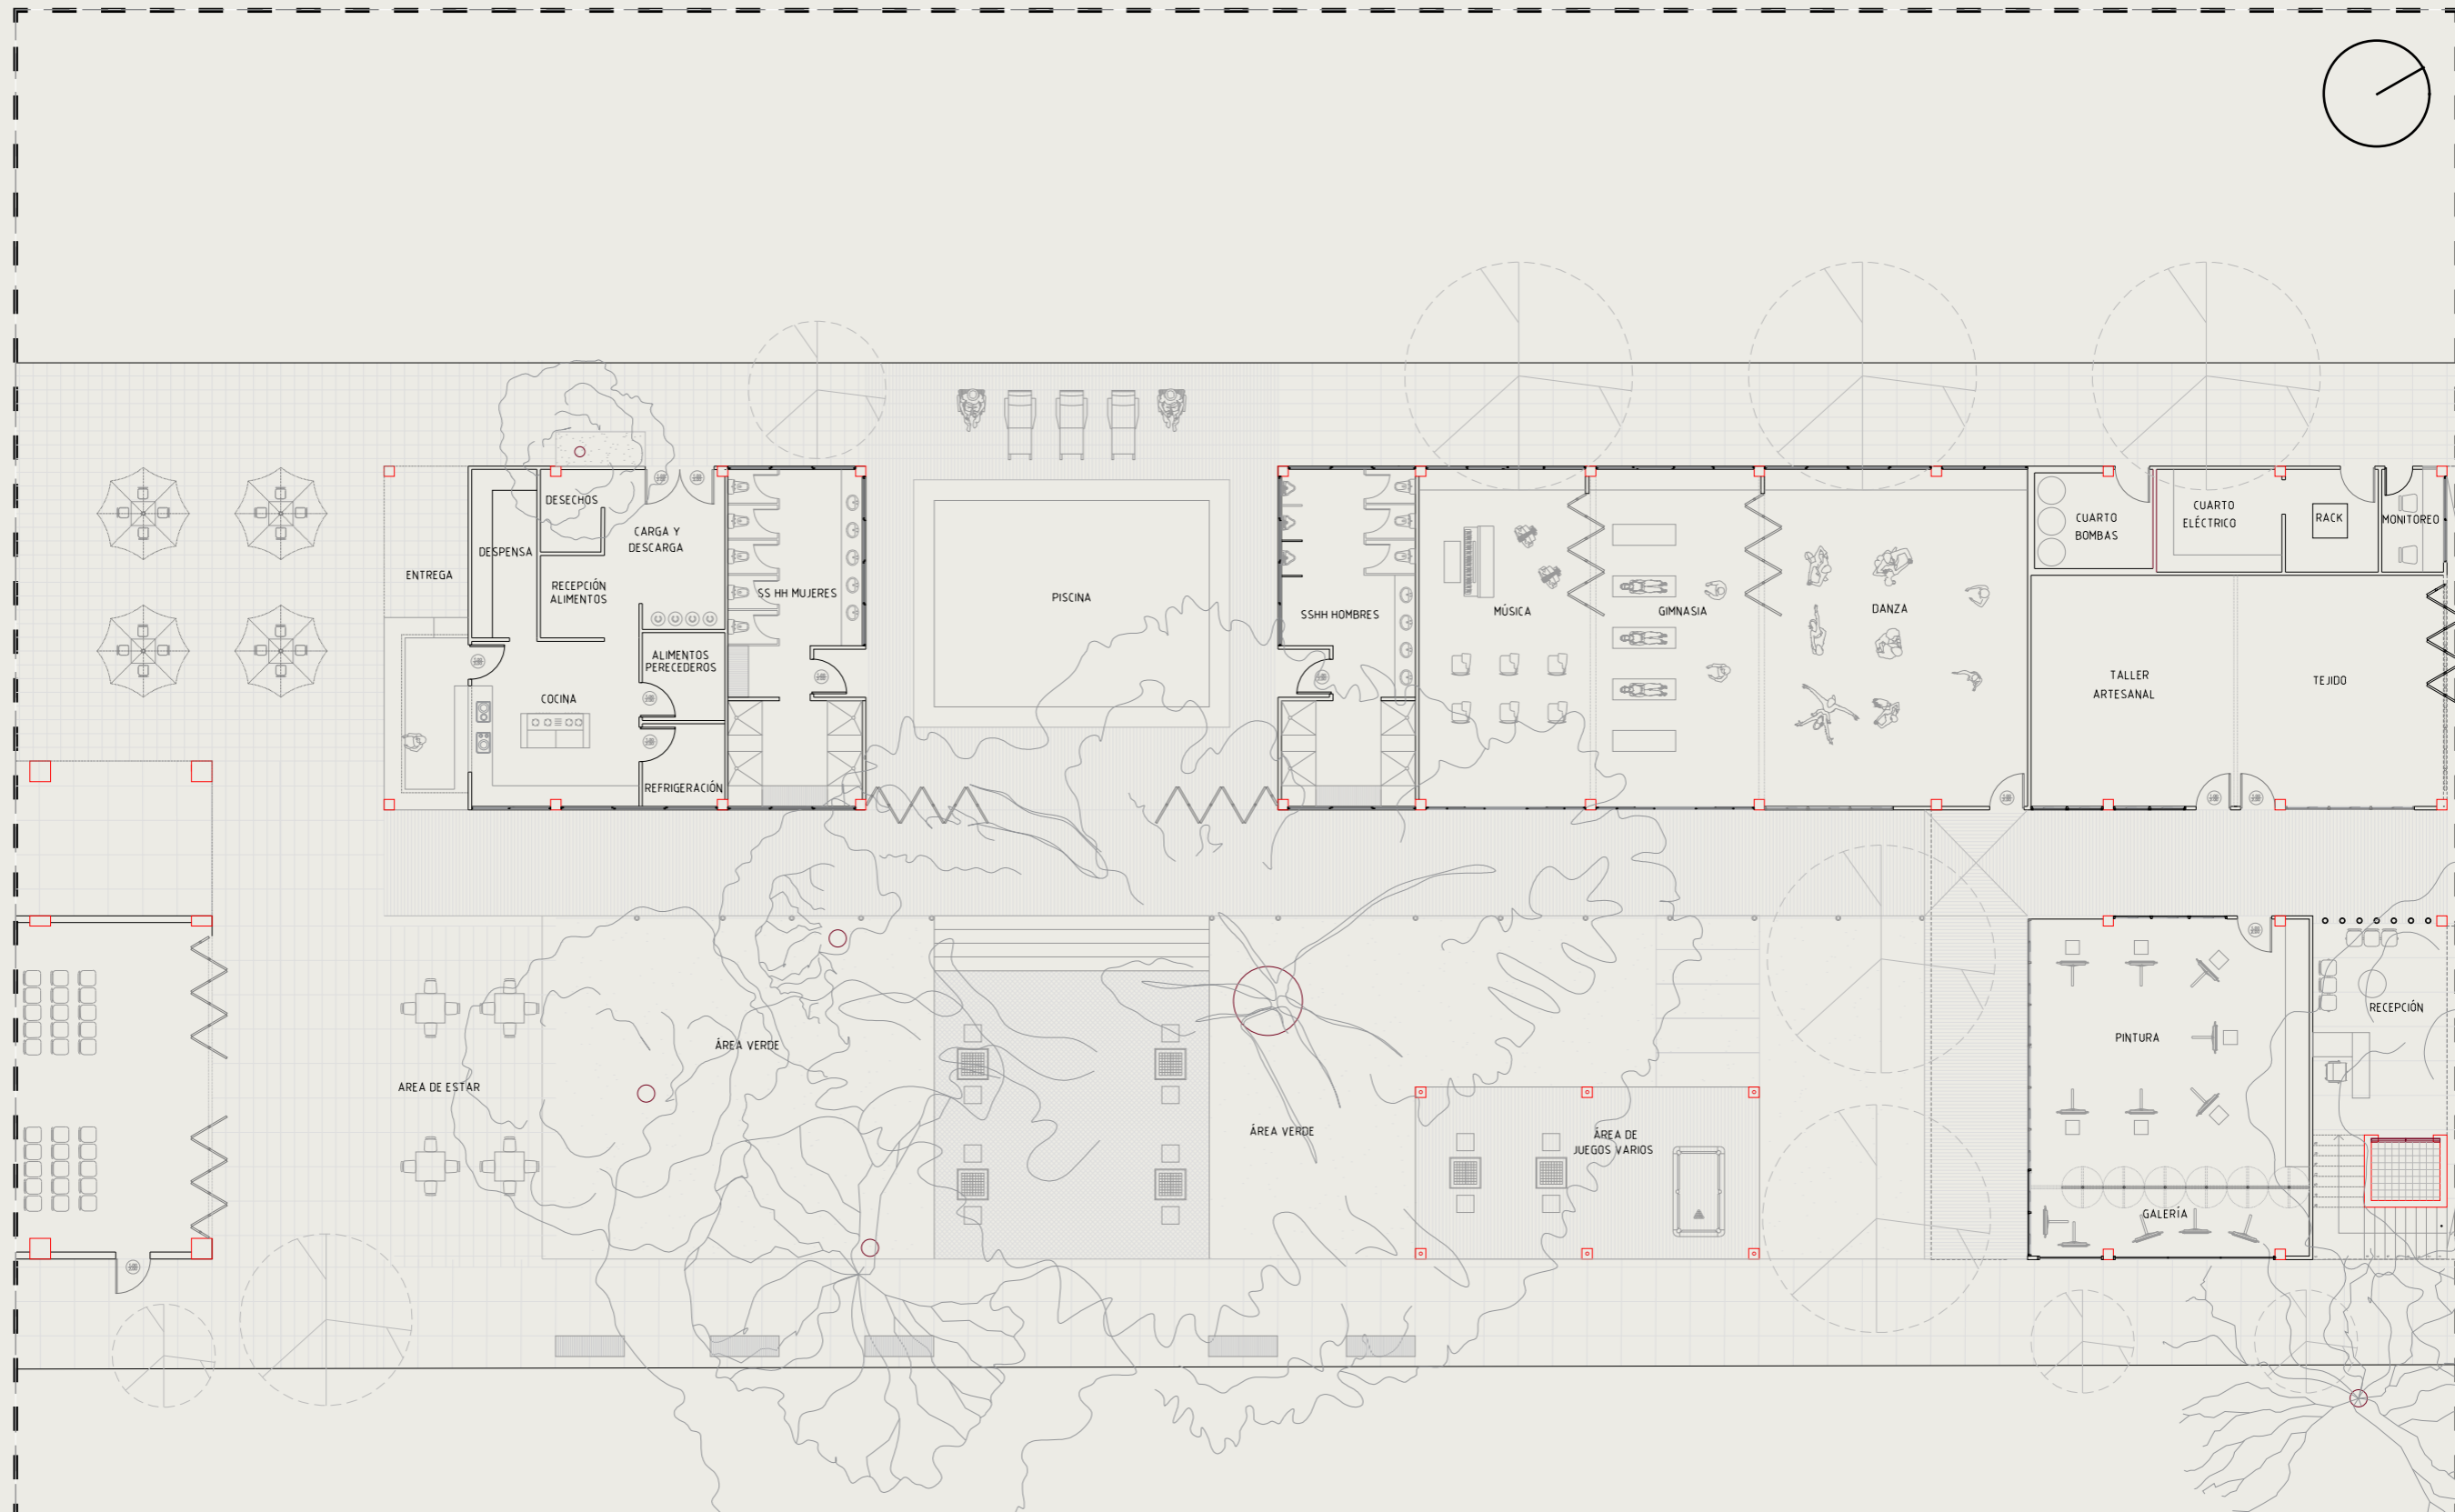 DESECHOS
CARGA Y
DESCARGA
DESPENSA
ENTREGA
RECEPCIÓN
ALIMENTOS
SS HH MUJERES
ALIMENTOS
PERECEDEROS
COCINA
REFRIGERACIÓN
PISCINA
SSHH HOMBRES
MÚSICA
GIMNASIA
DANZA
CUARTO
BOMBAS
CUARTO
ELÉCTRICO
RACK
MONITOREO
TALLER
ARTESANAL
TEJIDO
ÁREA VERDE
AREA DE ESTAR
ÁREA VERDE
ÁREA DE
JUEGOS VARIOS
PINTURA
RECEPCIÓN
GALERÍA